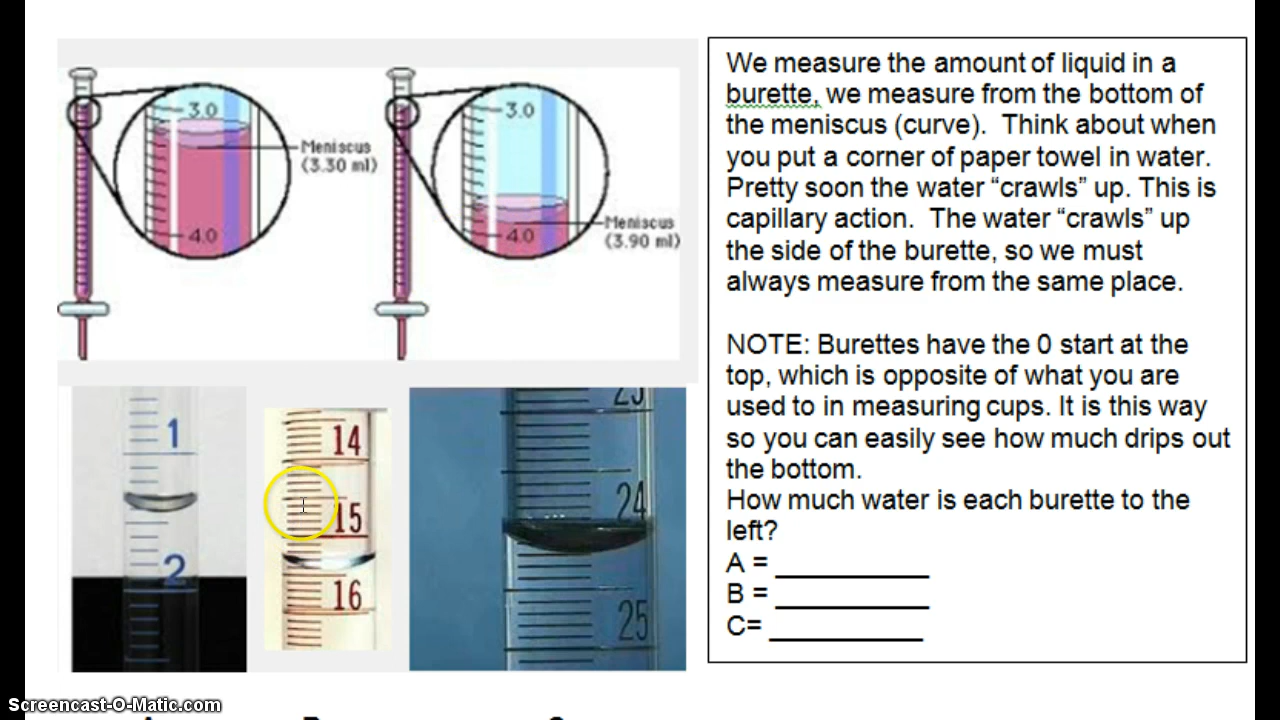 3.0
Meniscus
(3.30 ml)
4.0
3.0
Meniscus
(3.90 ml)
4.0
1
2
14
15
16
23
24
25
We measure the amount of liquid in a
burette, we measure from the bottom of
the meniscus (curve).  Think about when
you put a corner of paper towel in water.
Pretty soon the water “crawls” up. This is
capillary action.  The water “crawls” up
the side of the burette, so we must
always measure from the same place.
NOTE: Burettes have the 0 start at the
top, which is opposite of what you are
used to in measuring cups. It is this way
so you can easily see how much drips out
the bottom.
How much water is each burette to the
left?
A = ___________
B = ___________
C= ___________
Screencast-O-Matic.com